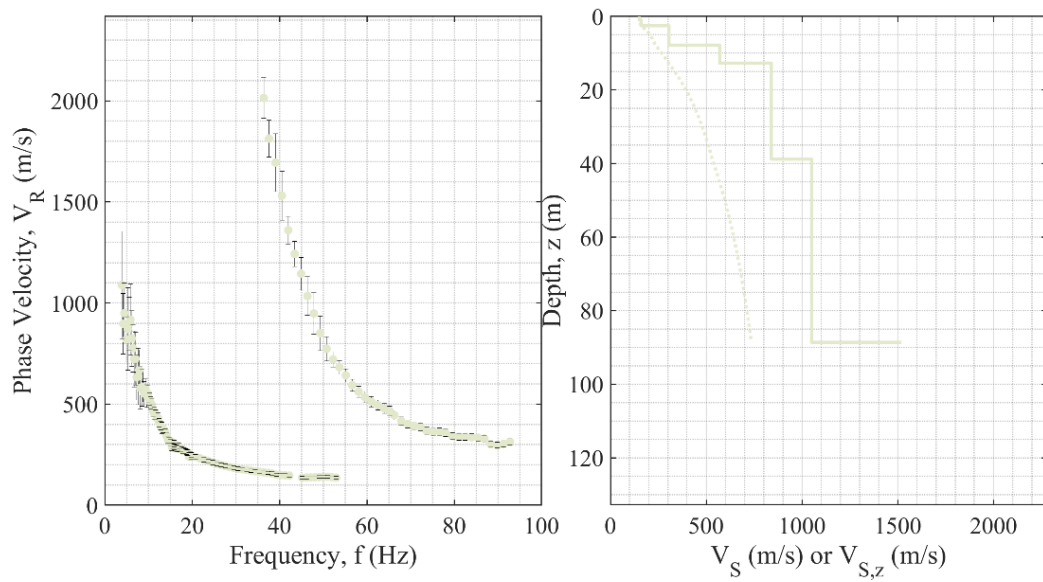 2000
1500
1000
500
0
Phase Velocity, V_R (m/s)
0 20 40 60 80 100
Frequency, f (Hz)
0
20
40
60
80
100
120
Depth, z (m)
500 1000 1500 2000
V_S (m/s) or V_S,z (m/s)